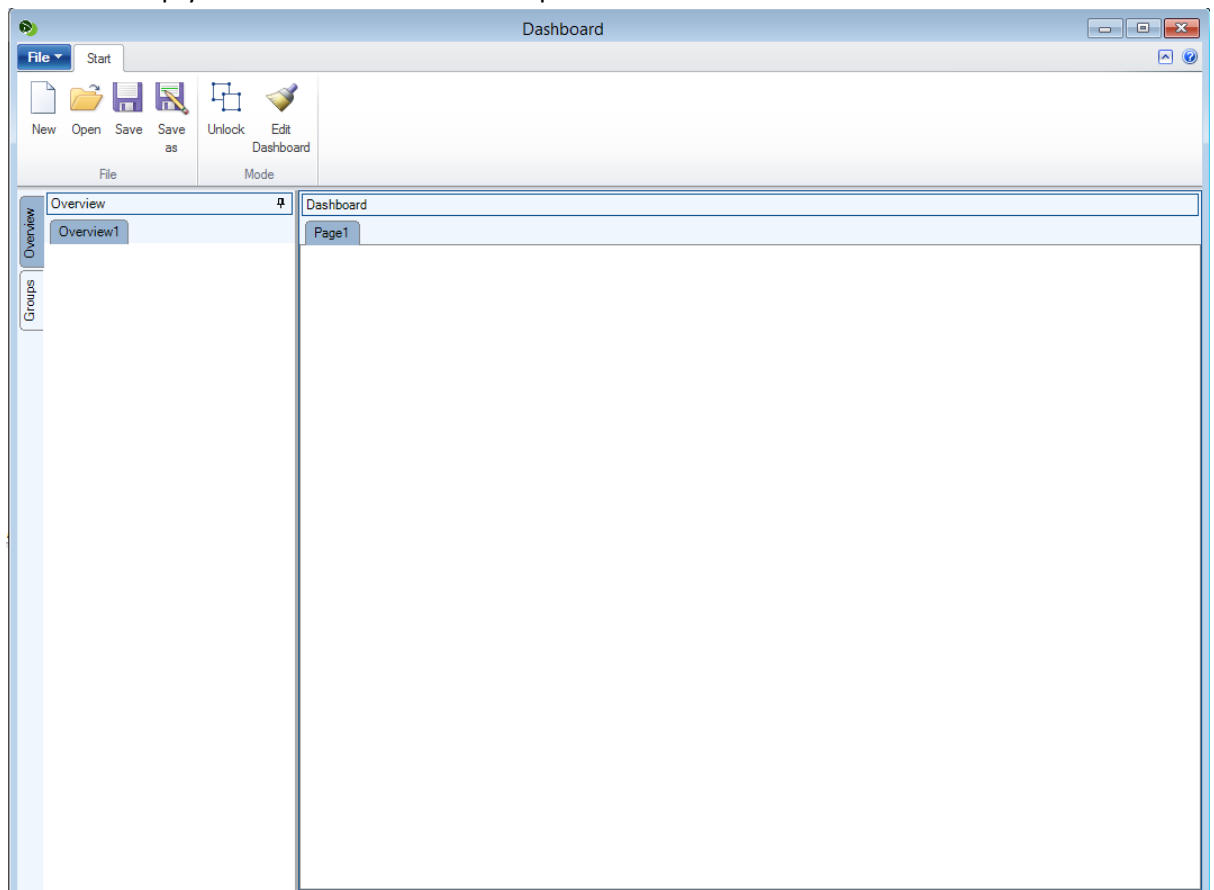 Dashboard
File Start
New Open Save Save as Unlock Edit Dashboard
File Mode
Overview
Groups
Overview
Overview1
Dashboard
Page1